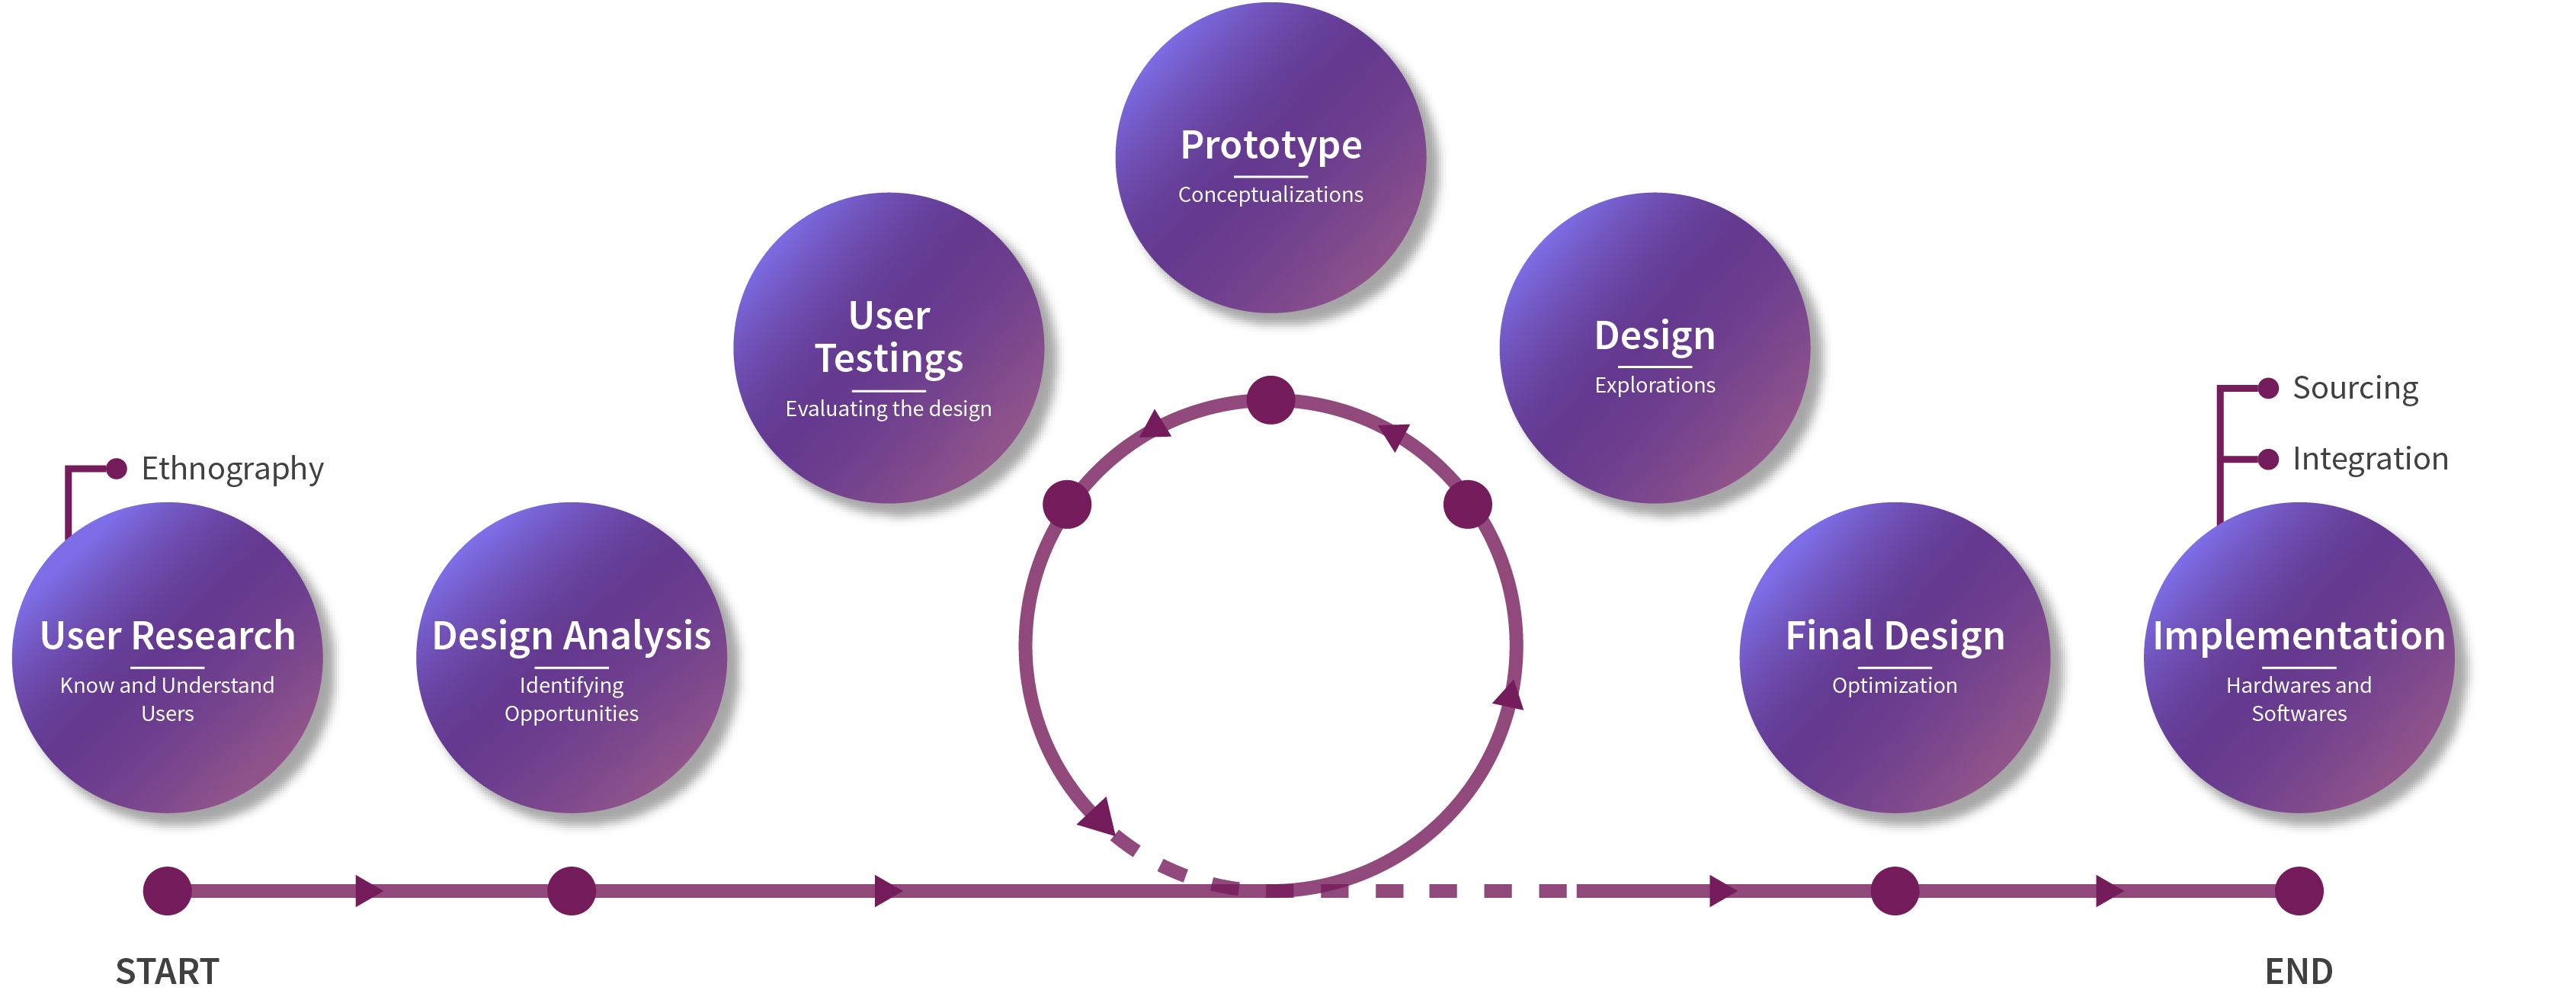 Prototype
Conceptualizations
User
Testings
Evaluating the design
Design
Explorations
Ethnography
Sourcing
Integration
User Research
Know and Understand
Users
Design Analysis
Identifying
Opportunities
Final Design
Optimization
Implementation
Hardwares and
Softwares
START
END